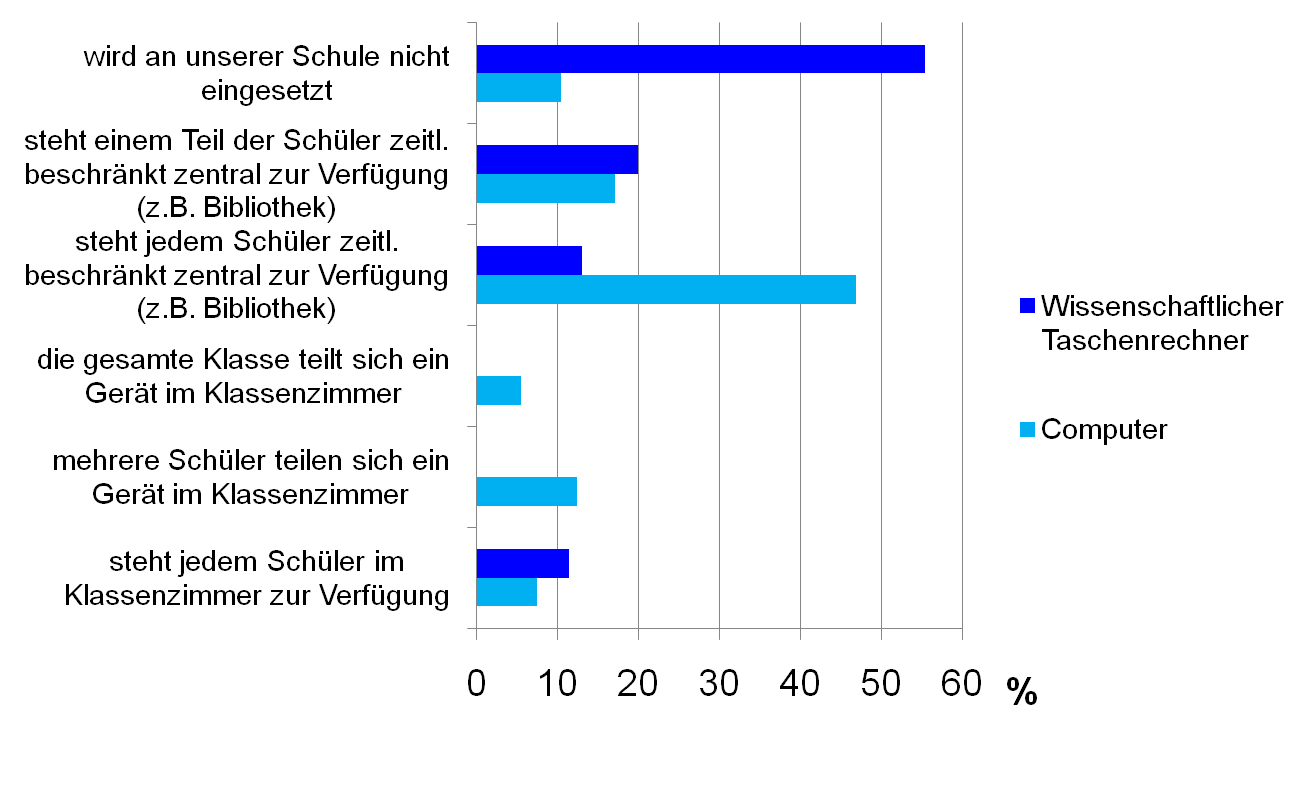 wird an unserer Schule nicht
eingesetzt
steht einem Teil der Schüler zeitl.
beschränkt zentral zur Verfügung
(z.B. Bibliothek)
steht jedem Schüler zeitl.
beschränkt zentral zur Verfügung
(z.B. Bibliothek)
die gesamte Klasse teilt sich ein
Gerät im Klassenzimmer
mehrere Schüler teilen sich ein
Gerät im Klassenzimmer
steht jedem Schüler im
Klassenzimmer zur Verfügung
0 10 20 30 40 50 60 %
Wissenschaftlicher
Taschenrechner
Computer